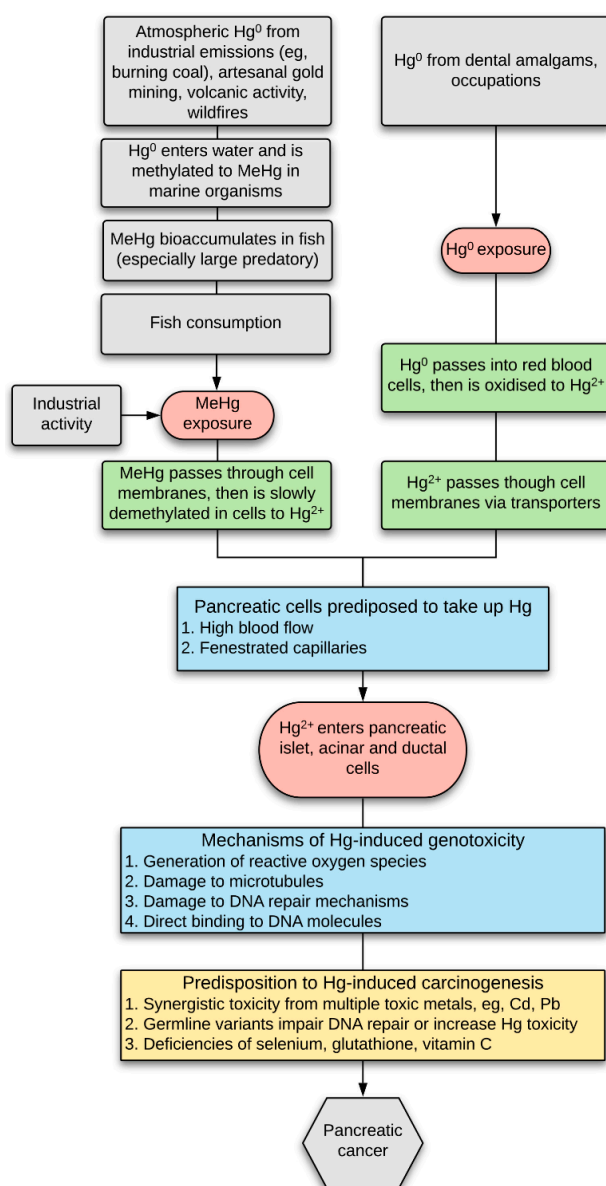 Atmospheric Hg⁰ from
industrial emissions (eg,
burning coal), artesanal gold
mining, volcanic activity,
wildfires
Hg⁰ from dental amalgams,
occupations
Hg⁰ enters water and is
methylated to MeHg in
marine organisms
MeHg bioaccumulates in fish
(especially large predatory)
Hg⁰ exposure
Fish consumption
Hg⁰ passes into red blood
cells, then is oxidised to Hg²⁺
Industrial
activity
MeHg
exposure
MeHg passes through cell
membranes, then is slowly
demethylated in cells to Hg²⁺
Hg²⁺ passes though cell
membranes via transporters
Pancreatic cells prediposed to take up Hg
1. High blood flow
2. Fenestrated capillaries
Hg²⁺ enters pancreatic
islet, acinar and ductal
cells
Mechanisms of Hg-induced genotoxicity
1. Generation of reactive oxygen species
2. Damage to microtubules
3. Damage to DNA repair mechanisms
4. Direct binding to DNA molecules
Predisposition to Hg-induced carcinogenesis
1. Synergistic toxicity from multiple toxic metals, eg, Cd, Pb
2. Germline variants impair DNA repair or increase Hg toxicity
3. Deficiencies of selenium, glutathione, vitamin C
Pancreatic
cancer